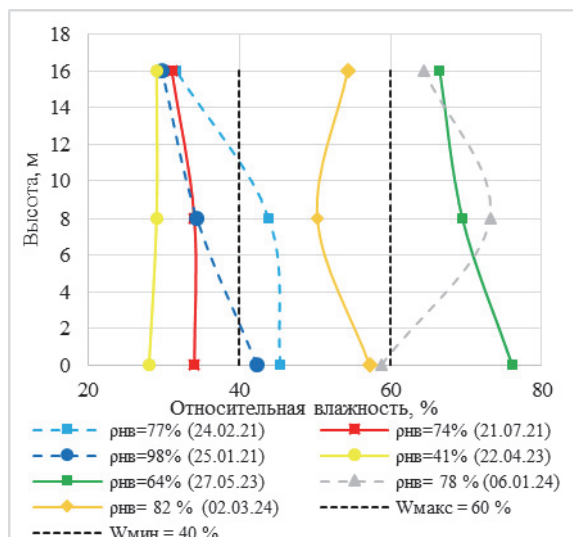 18
16
14
12
10
8
6
4
2
0
Высота, м
20 40 60 80
Относительная влажность, %
ρнв=77% (24.02.21) ρнв=74% (21.07.21)
ρнв=98% (25.01.21) ρнв=41% (22.04.23)
ρнв=64% (27.05.23) ρнв= 78 % (06.01.24)
ρнв= 82 % (02.03.24) Wмакс = 60 %
Wмин = 40 %